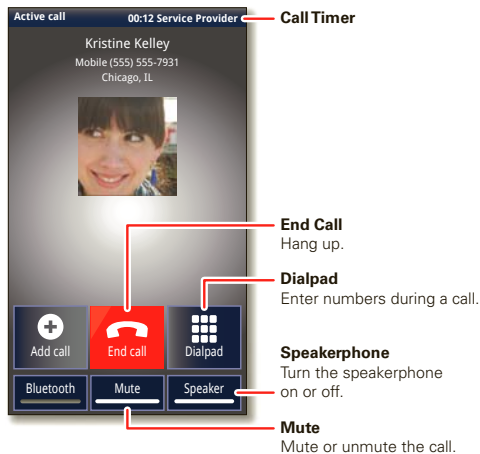 Active call
00:12 Service Provider
Call Timer
Kristine Kelley
Mobile (555) 555-7931
Chicago, IL
End Call
Hang up.
Dialpad
Enter numbers during a call.
Add call
End call
Dialpad
Speakerphone
Turn the speakerphone
on or off.
Bluetooth
Mute
Speaker
Mute
Mute or unmute the call.